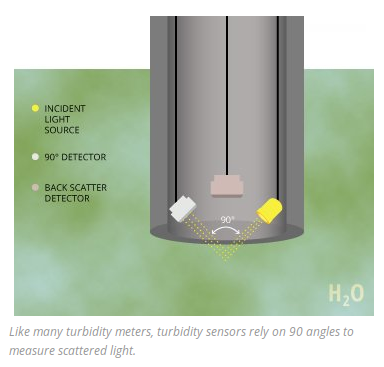 INCIDENT
LIGHT
SOURCE
90° DETECTOR
BACK SCATTER
DETECTOR
90°
H₂O
Like many turbidity meters, turbidity sensors rely on 90 angles to
measure scattered light.